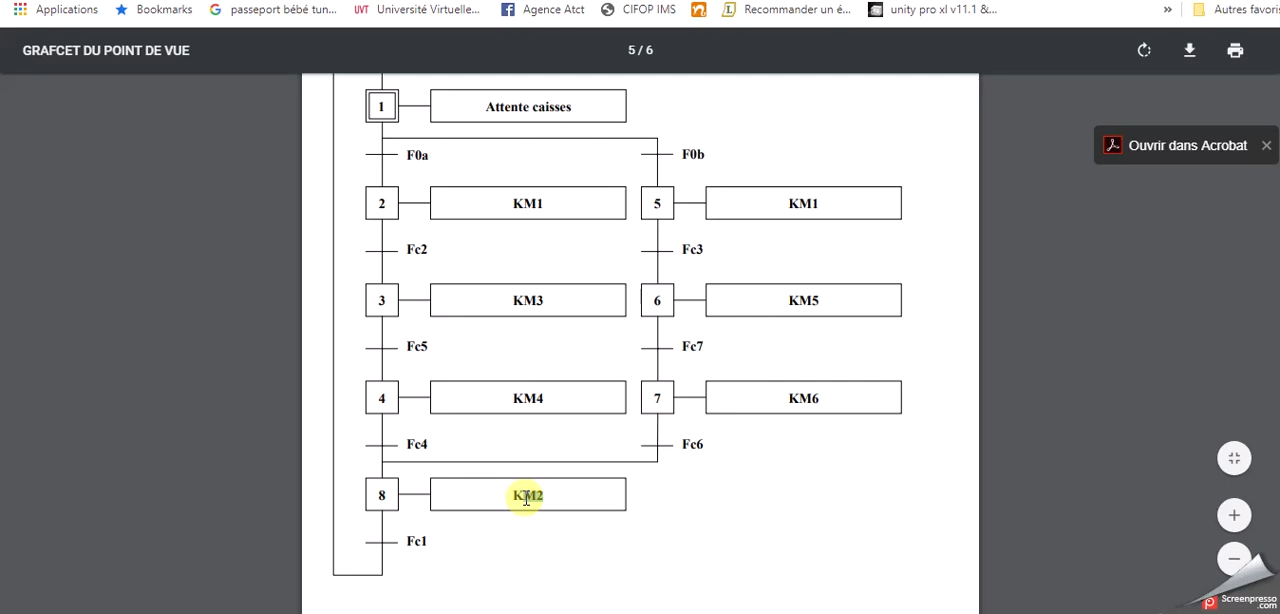 Applications Bookmarks passeport bébé tun... UVT Université Virtuelle... Agence Atct CIFOP IMS Recommander un é... unity pro xl v11.1 &... » Autres favoris
GRAFCET DU POINT DE VUE 5 / 6
1 Attente caisses
Ouvrir dans Acrobat ×
F0a F0b
2 KM1 5 KM1
Fc2 Fc3
3 KM3 6 KM5
Fc5 Fc7
4 KM4 7 KM6
Fc4 Fc6
8 KM2
Fc1
Screenpresso
.com